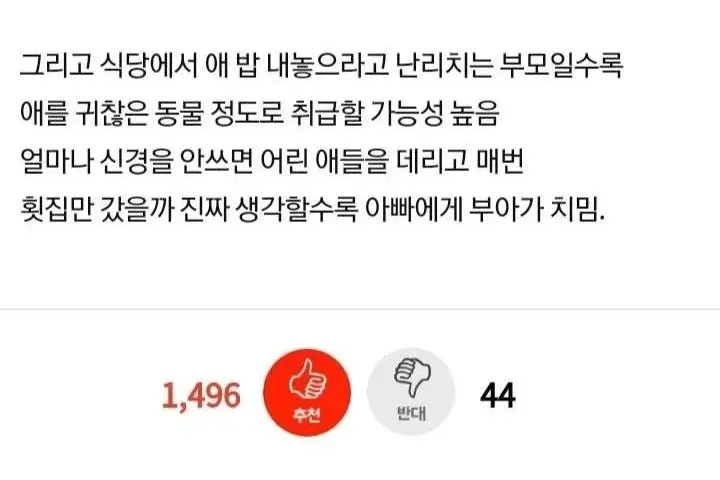 그리고 식당에서 애 밥 내놓으라고 난리치는 부모일수록
애를 귀찮은 동물 정도로 취급할 가능성 높음
얼마나 신경을 안쓰면 어린 애들을 데리고 매번
횟집만 갔을까 진짜 생각할수록 아빠에게 부아가 치밈.
1,496 추천 반대 44